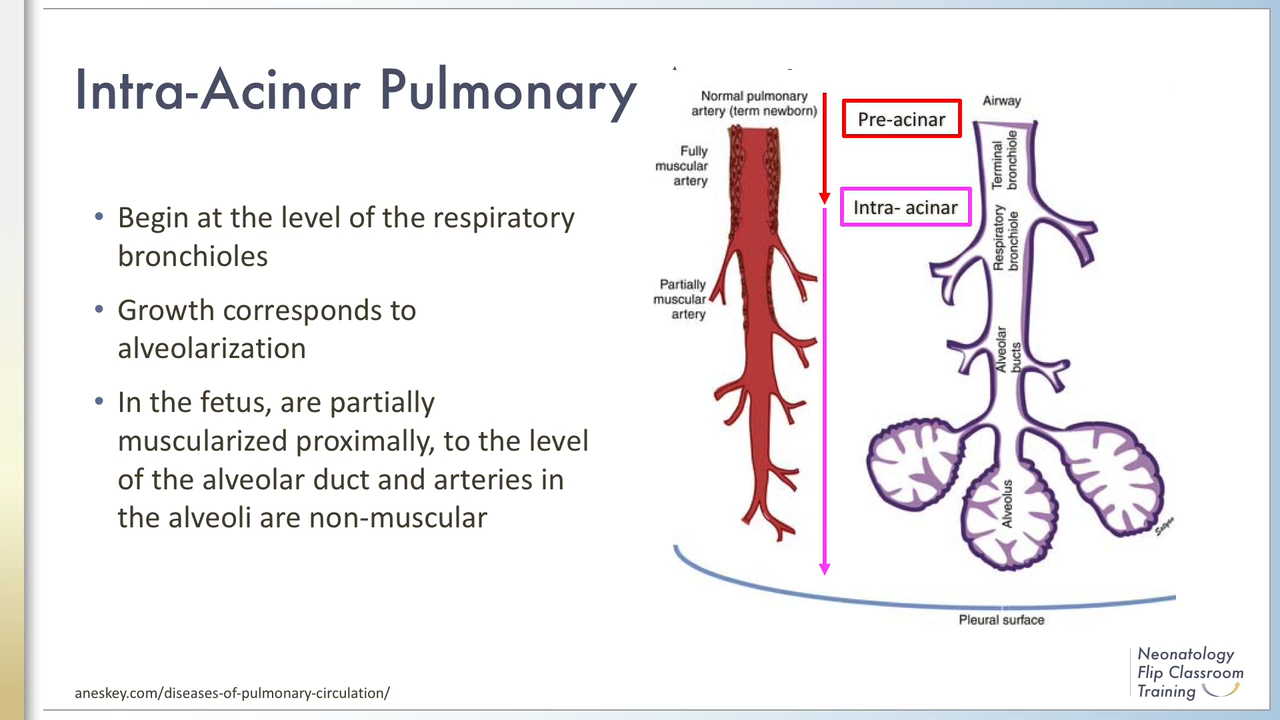 Intra-Acinar Pulmonary
• Begin at the level of the respiratory
bronchioles
• Growth corresponds to
alveolarization
• In the fetus, are partially
muscularized proximally, to the level
of the alveolar duct and arteries in
the alveoli are non-muscular
Normal pulmonary
artery (term newborn)
Fully
muscular
artery
Partially
muscular
artery
Pre-acinar
Intra- acinar
Airway
Terminal
bronchiole
Respiratory
bronchiole
Alveolar
bucts
Alveolus
Pleural surface
aneskey.com/diseases-of-pulmonary-circulation/
Neonatology
Flip Classroom
Training